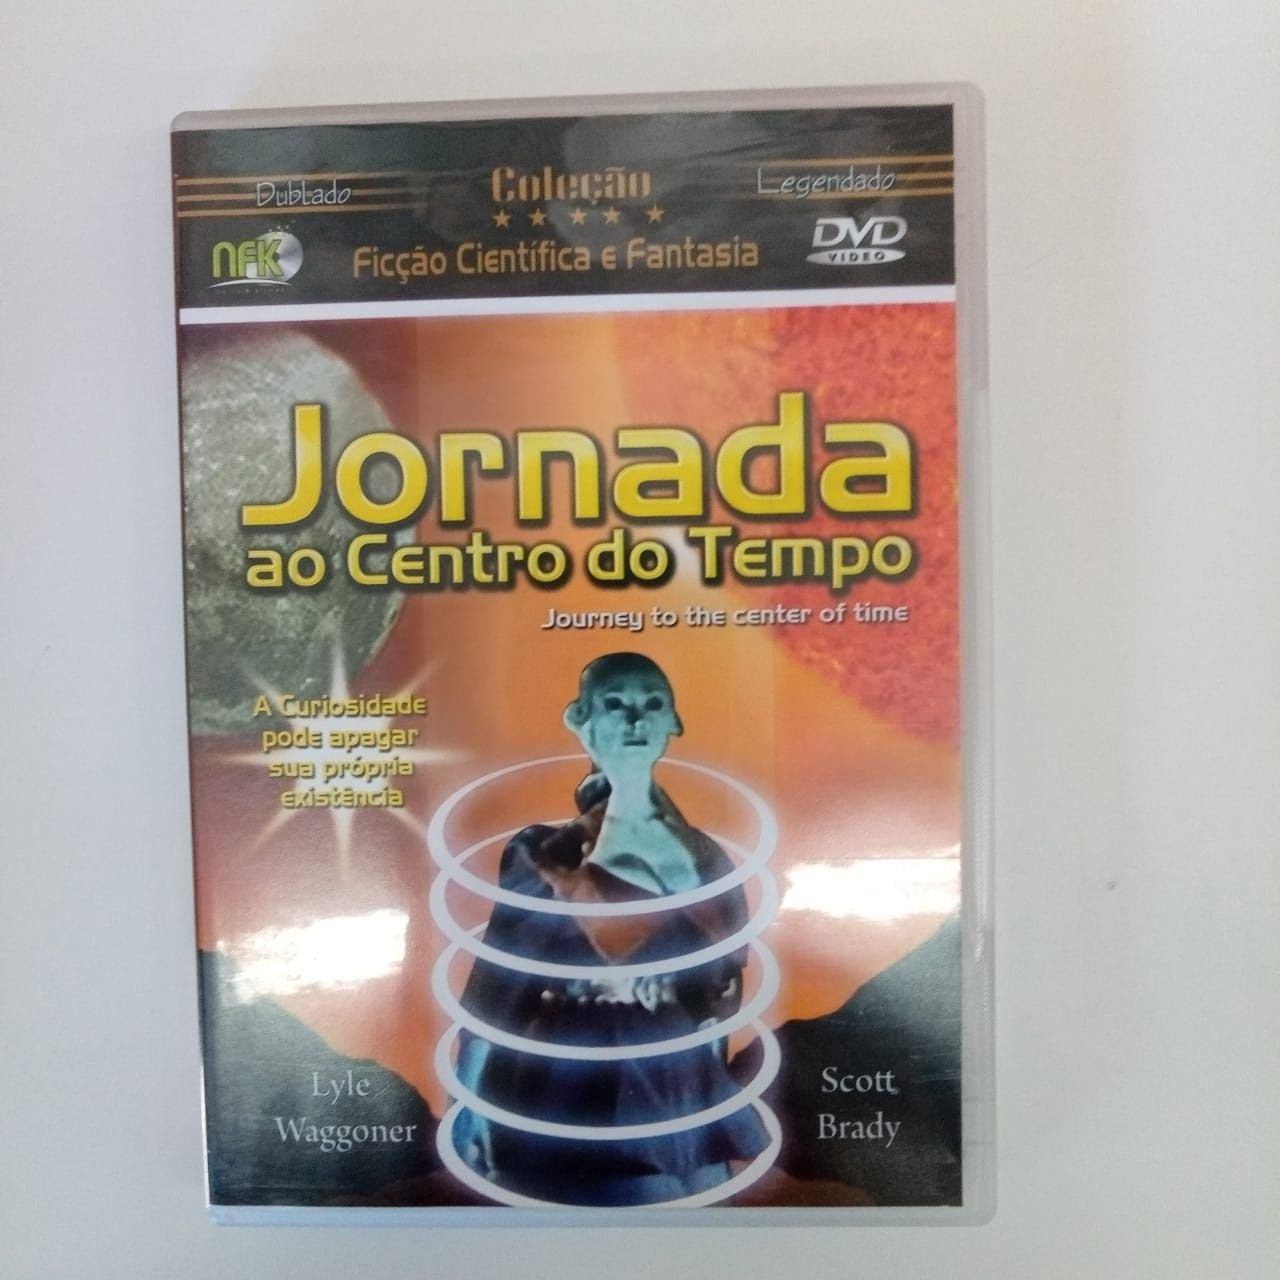 Dublado
Coleção
Legendado
NFK
Ficção Científica e Fantasia
DVD
VIDEO
Jornada
ao Centro do Tempo
Journey to the center of time
A Curiosidade
pode apagar
sua própria
existência
Lyle
Waggoner
Scott
Brady